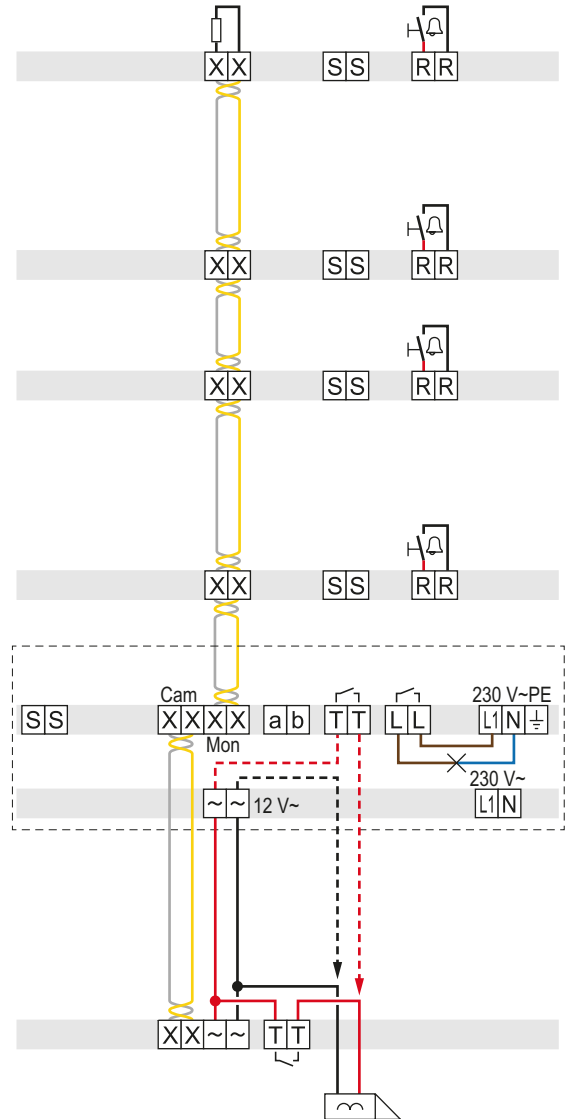 X X S S R R
X X S S R R
X X S S R R
X X S S R R
Cam 230 V~PE
S S X X X X a b T T L L L1 N
Mon
230 V~
~ ~ 12 V~ L1 N
X X ~ ~ T T